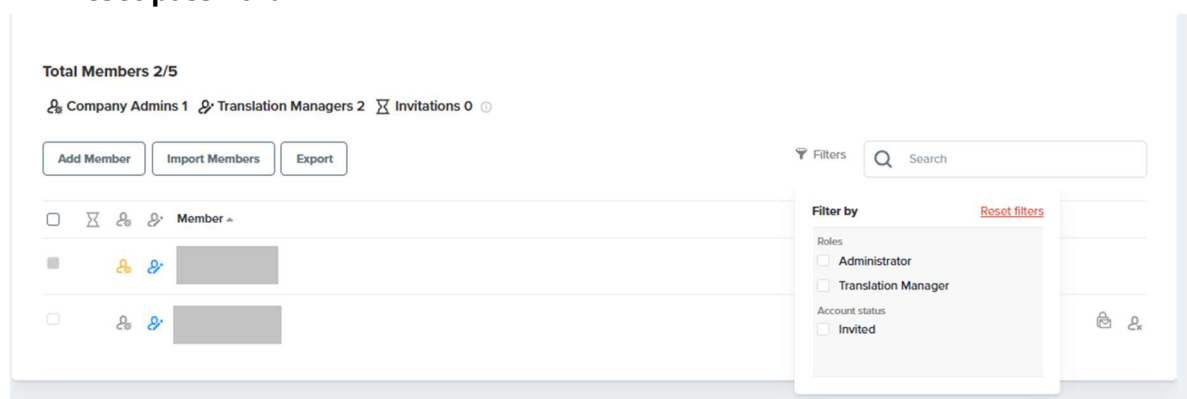 Total Members 2/5
Company Admins 1 Translation Managers 2 Invitations 0
Add Member Import Members Export Filters Search
Member
Filter by Reset filters
Roles
Administrator
Translation Manager
Account status
Invited